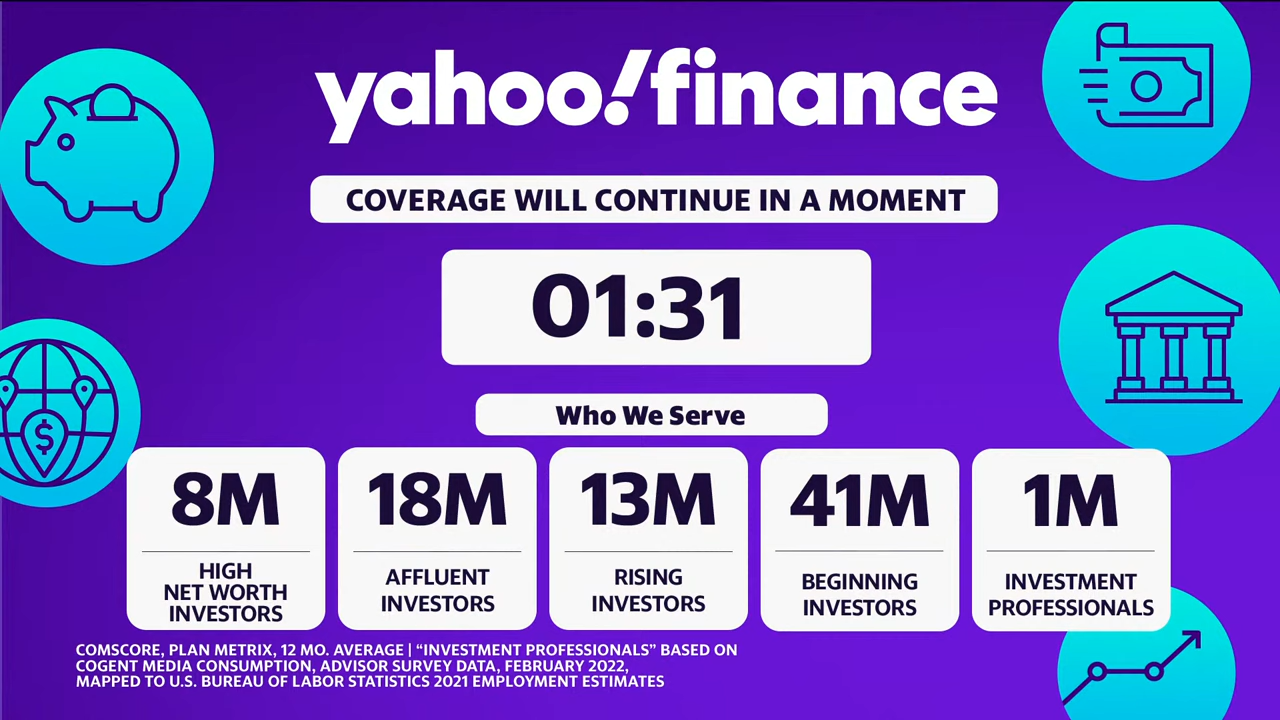 yahoo!finance
COVERAGE WILL CONTINUE IN A MOMENT
01:31
Who We Serve
8M
HIGH
NET WORTH
INVESTORS
18M
AFFLUENT
INVESTORS
13M
RISING
INVESTORS
41M
BEGINNING
INVESTORS
1M
INVESTMENT
PROFESSIONALS
$
COMSCORE, PLAN METRIX, 12 MO. AVERAGE | “INVESTMENT PROFESSIONALS” BASED ON
COGENT MEDIA CONSUMPTION, ADVISOR SURVEY DATA, FEBRUARY 2022,
MAPPED TO U.S. BUREAU OF LABOR STATISTICS 2021 EMPLOYMENT ESTIMATES